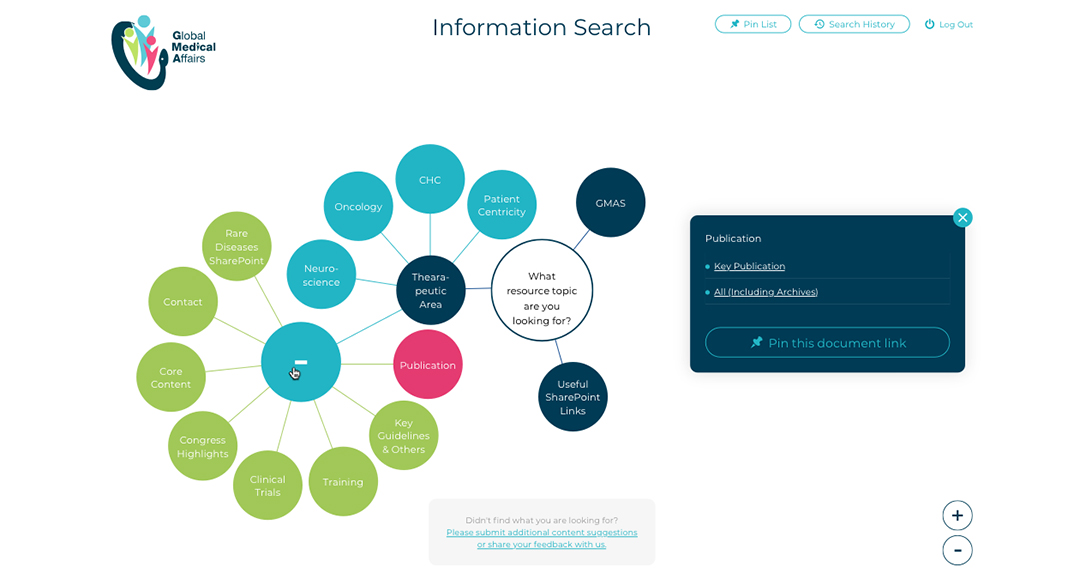 Global
Medical
Affairs
Information Search
Pin List
Search History
Log Out
CHC
Oncology
Patient
Centricity
GMAS
Rare
Diseases
SharePoint
Neuro-
science
Theara-
peutic
Area
What
resource topic
are you
looking for?
Contact
Publication
Core
Content
Useful
SharePoint
Links
Key
Guidelines
& Others
Congress
Highlights
Clinical
Trials
Training
Publication
Key Publication
All (Including Archives)
Pin this document link
Didn't find what you are looking for?
Please submit additional content suggestions
or share your feedback with us.
+
-